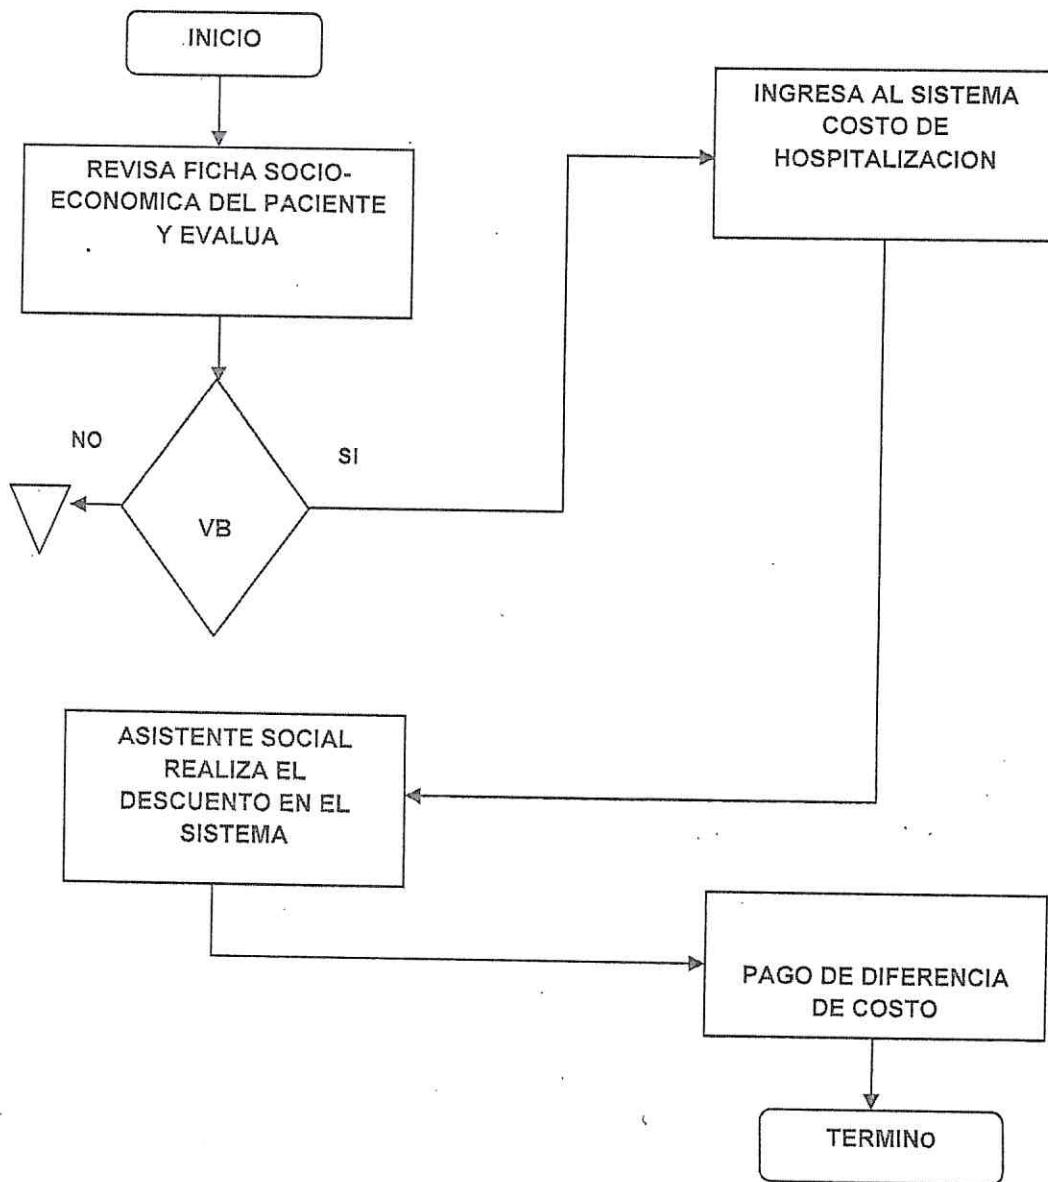 INICIO
REVISA FICHA SOCIO-
ECONOMICA DEL PACIENTE
Y EVALUA
NO
SI
VB
INGRESA AL SISTEMA
COSTO DE
HOSPITALIZACION
ASISTENTE SOCIAL
REALIZA EL
DESCUENTO EN EL
SISTEMA
PAGO DE DIFERENCIA
DE COSTO
TERMINO